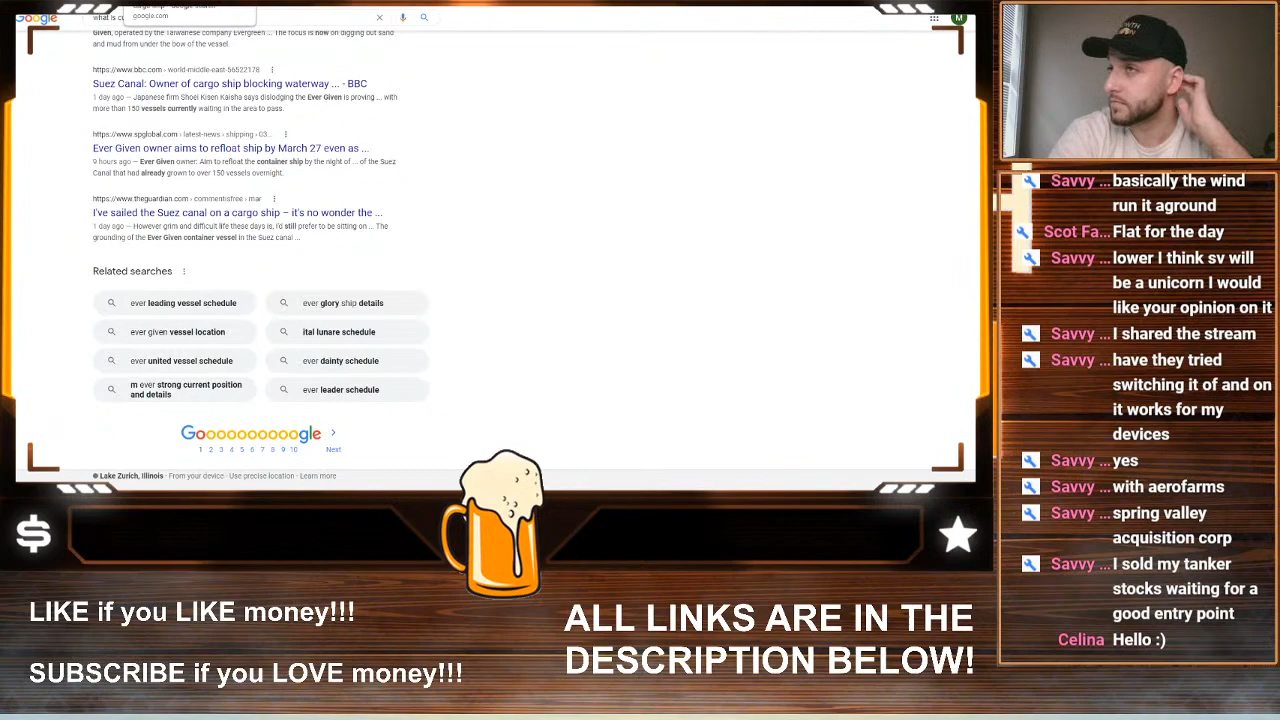 google.com
Google
what is cu
M
Given, operated by the Taiwanese company Evergreen ... The focus is now on digging out sand
and mud from under the bow of the vessel.
https://www.bbc.com › world-middle-east-56522178
Suez Canal: Owner of cargo ship blocking waterway ... - BBC
1 day ago — Japanese firm Shoei Kisen Kaisha says dislodging the Ever Given is proving ... with
more than 150 vessels currently waiting in the area to pass.
https://www.spglobal.com › latest-news › shipping › 03...
Ever Given owner aims to refloat ship by March 27 even as ...
9 hours ago — Ever Given owner: Aim to refloat the container ship by the night of ... of the Suez
Canal that had already grown to over 150 vessels overnight.
https://www.theguardian.com › commentisfree › mar
I've sailed the Suez canal on a cargo ship – it's no wonder the ...
1 day ago — However grim and difficult life these days is, I'd still prefer to be sitting on ... The
grounding of the Ever Given container vessel in the Suez canal ...
Related searches
ever leading vessel schedule
ever glory ship details
ever given vessel location
ital lunare schedule
ever united vessel schedule
ever dainty schedule
m ever strong current position
and details
ever leader schedule
Goooooooooogle
1 2 3 4 5 6 7 8 9 10 Next
Lake Zurich, Illinois - From your device - Use precise location - Learn more
$
LIKE if you LIKE money!!!
SUBSCRIBE if you LOVE money!!!
ALL LINKS ARE IN THE
DESCRIPTION BELOW!
Savvy ... basically the wind
run it aground
Scot Fa... Flat for the day
Savvy ... lower I think sv will
be a unicorn I would
like your opinion on it
Savvy ... I shared the stream
Savvy ... have they tried
switching it of and on
it works for my
devices
Savvy ... yes
Savvy ... with aerofarms
Savvy ... spring valley
acquisition corp
Savvy ... I sold my tanker
stocks waiting for a
good entry point
Celina Hello :)